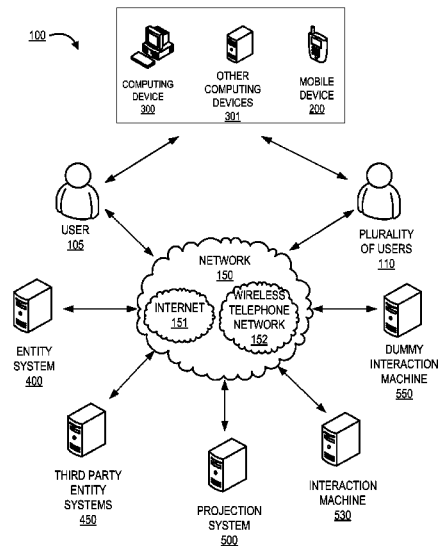 100
COMPUTING
DEVICE
300
OTHER
COMPUTING
DEVICES
301
MOBILE
DEVICE
200
USER
105
PLURALITY
OF USERS
110
NETWORK
150
INTERNET
151
WIRELESS
TELEPHONE
NETWORK
152
ENTITY
SYSTEM
400
DUMMY
INTERACTION
MACHINE
550
THIRD PARTY
ENTITY
SYSTEMS
450
PROJECTION
SYSTEM
500
INTERACTION
MACHINE
530